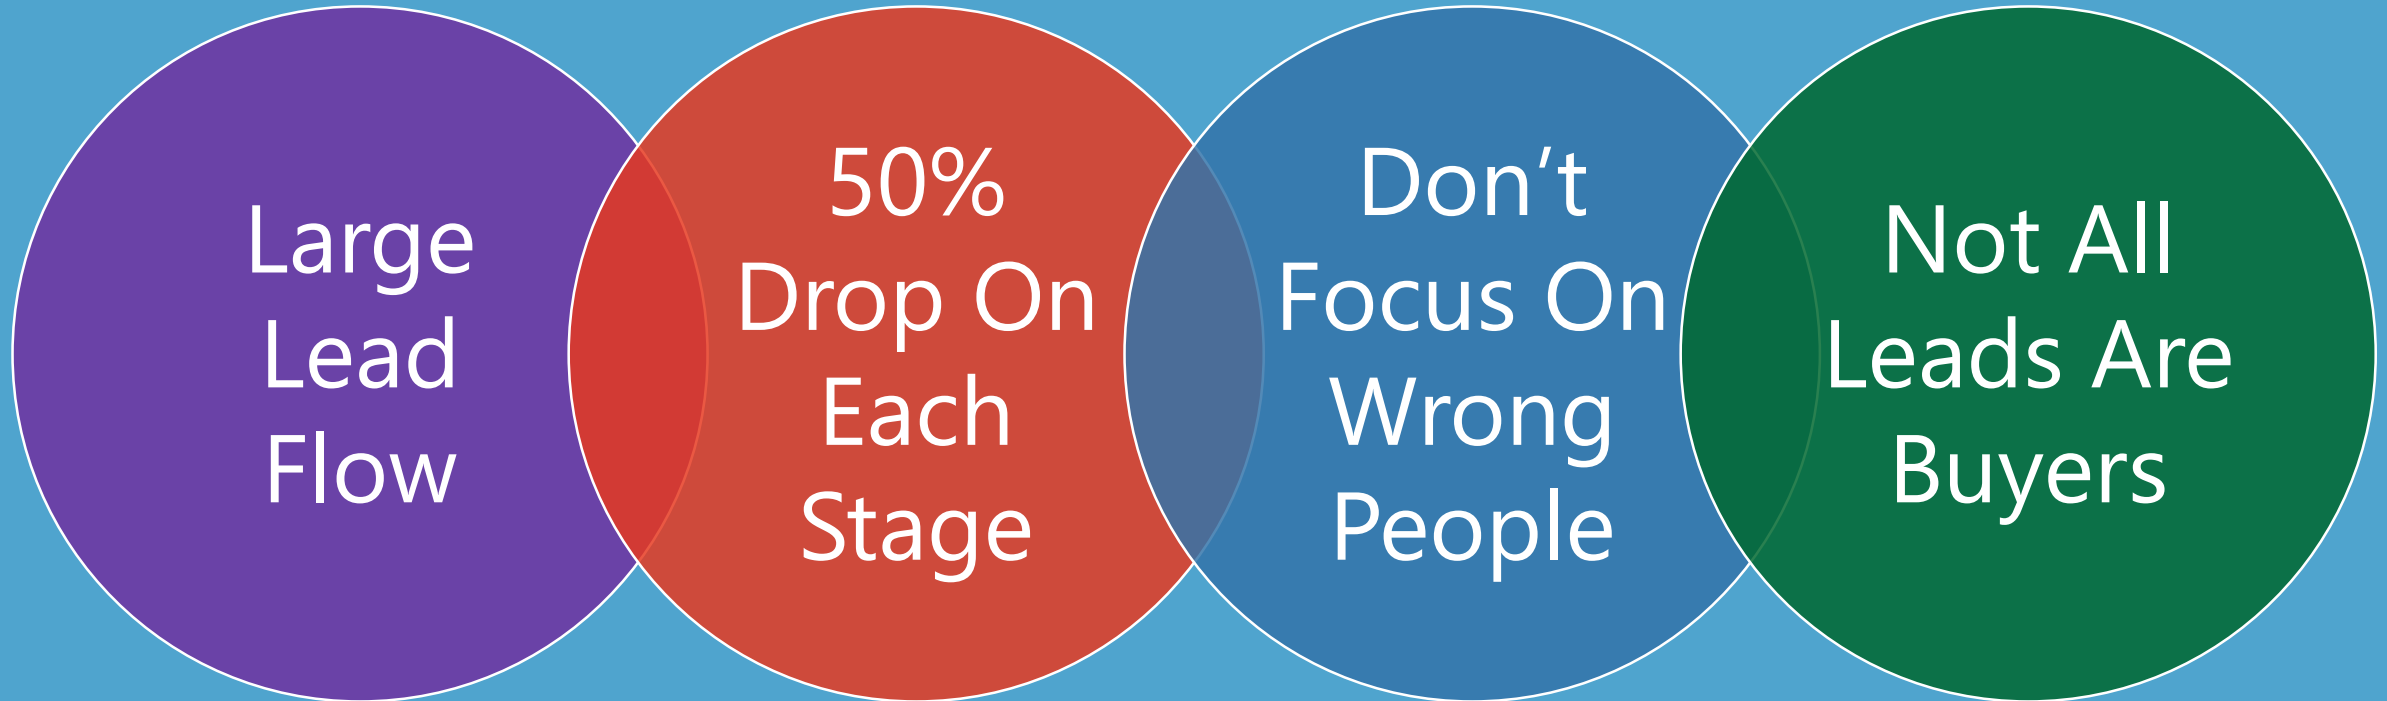 Large
Lead
Flow
50%
Drop On
Each
Stage
Don’t
Focus On
Wrong
People
Not All
Leads Are
Buyers